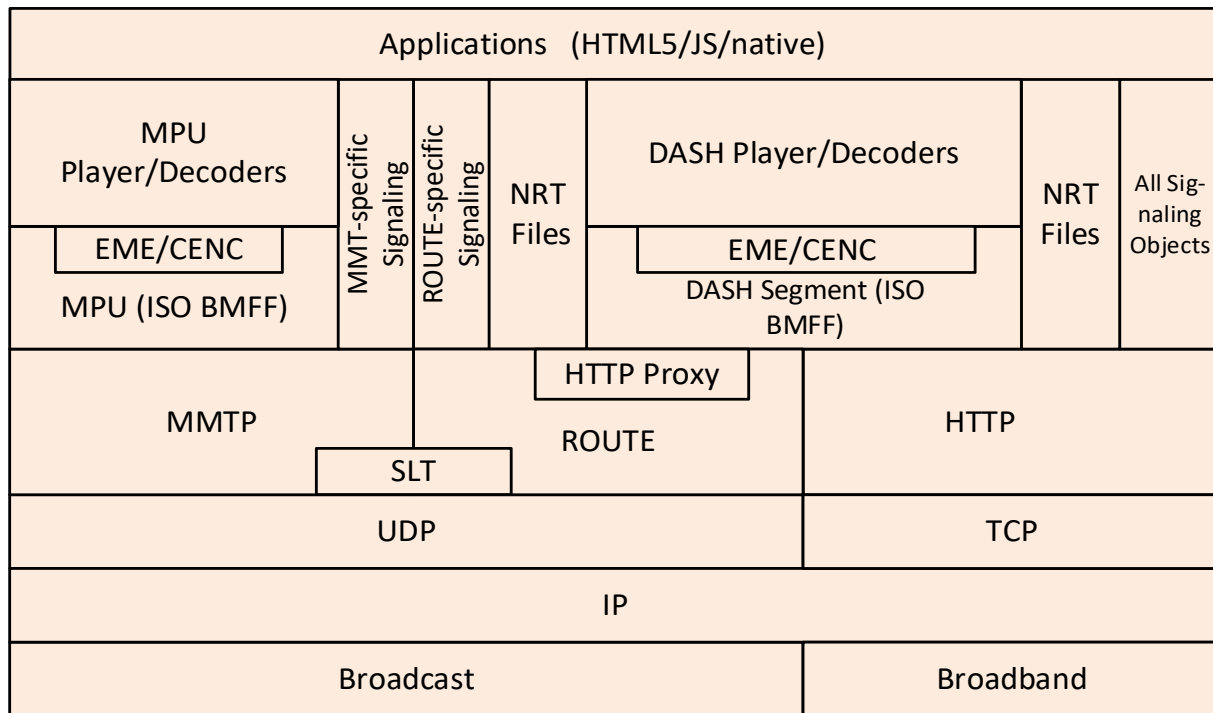 Applications (HTML5/JS/native)
MPU
Player/Decoders
EME/CENC
MPU (ISO BMFF)
MMT-specific
Signaling
ROUTE-specific
Signaling
NRT
Files
DASH Player/Decoders
EME/CENC
DASH Segment (ISO
BMFF)
NRT
Files
All Sig-
naling
Objects
MMTP
SLT
HTTP Proxy
ROUTE
HTTP
UDP
TCP
IP
Broadcast
Broadband